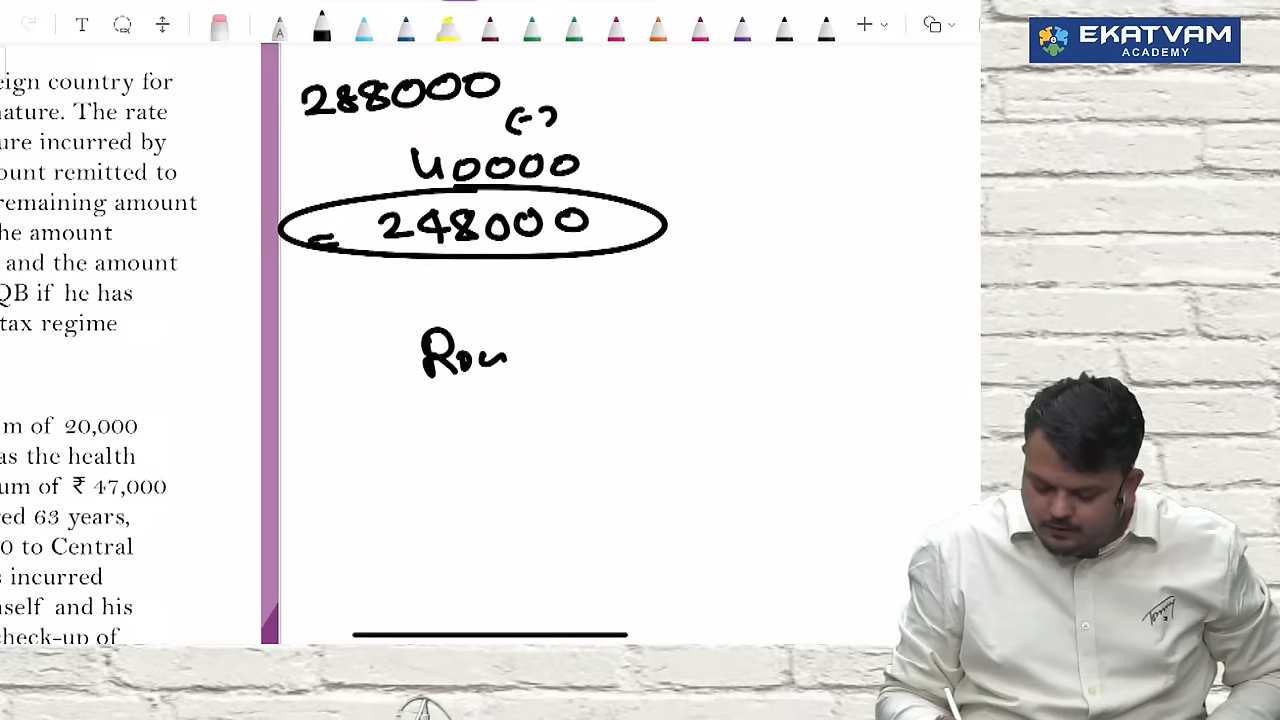 T
A
EKATVAM
ACADEMY
eign country for
nature. The rate
ure incurred by
ount remitted to
remaining amount
he amount
and the amount
QB if he has
tax regime
m of 20,000
as the health
um of ₹ 47,000
ed 63 years,
0 to Central
s incurred
nself and his
check-up of
288000
(-)
40000
= 248000
Rou